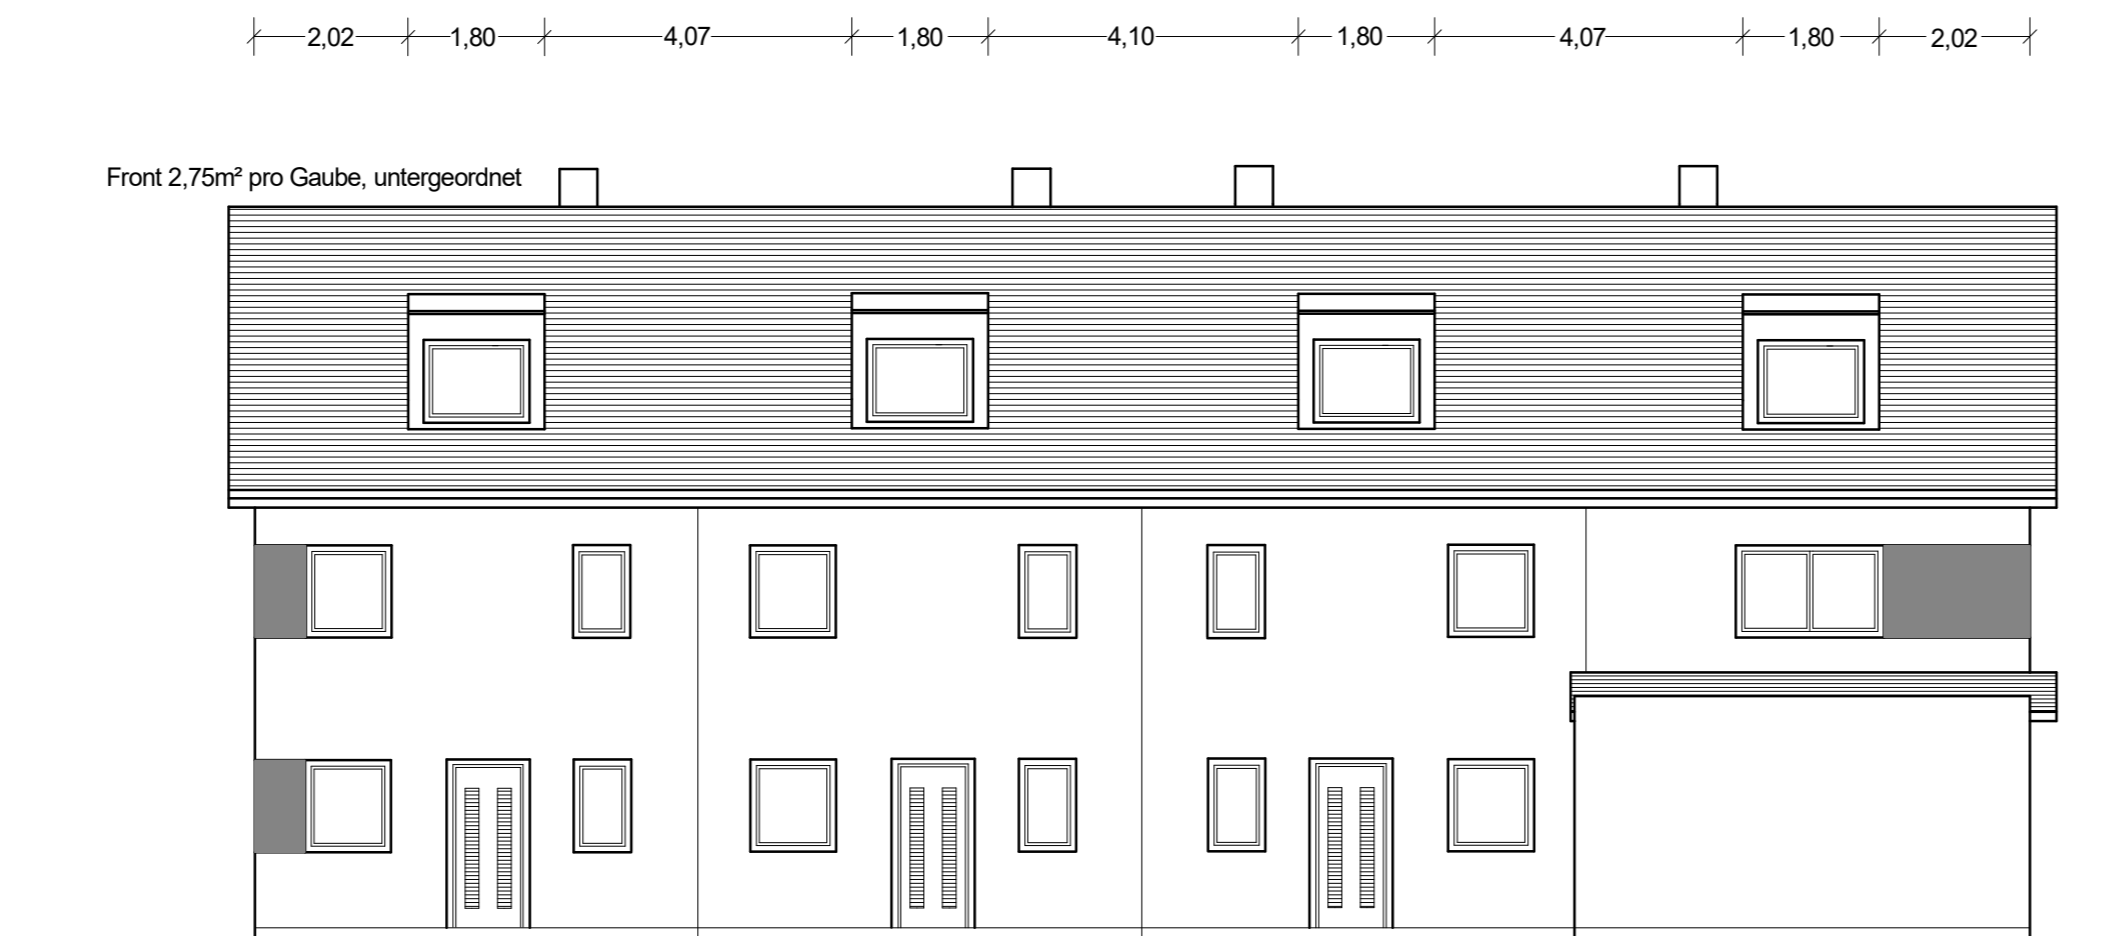 2,02 1,80 4,07 1,80 4,10 1,80 4,07 1,80 2,02
Front 2,75m² pro Gaube, untergeordnet